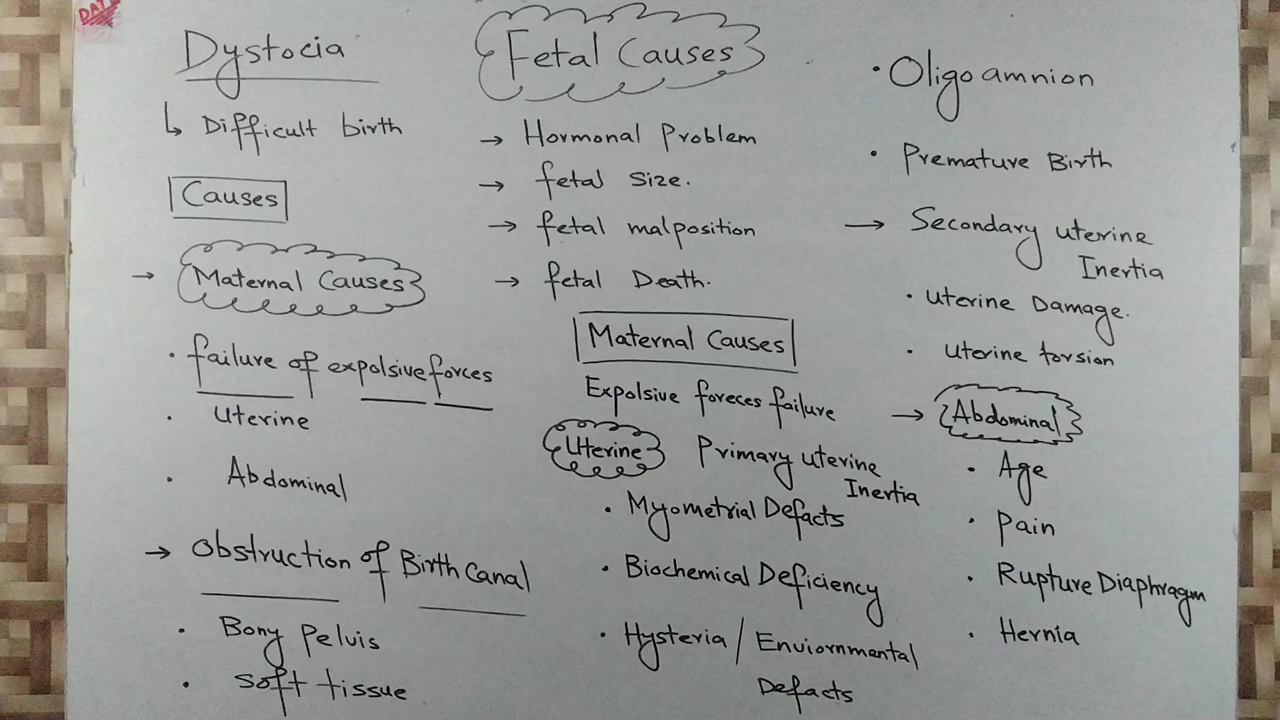 DAY
Dystocia
↳ Difficult birth
Causes
→ Maternal Causes
· failure of expolsive forces
· Uterine
· Abdominal
→ Obstruction of Birth Canal
· Bony Pelvis
· Soft tissue
Fetal Causes
→ Hormonal Problem
→ fetal size.
→ fetal malposition
→ fetal Death.
Maternal Causes
Expolsive foreces failure
Uterine Primary uterine
Inertia
· Myometrial Defects
· Biochemical Deficiency
· Hysteria / Enviornmental
Defects
· Oligoamnion
· Premature Birth
→ Secondary uterine
Inertia
· Uterine Damage.
· Uterine torsion
→ Abdominal
· Age
· Pain
· Rupture Diaphragm
· Hernia